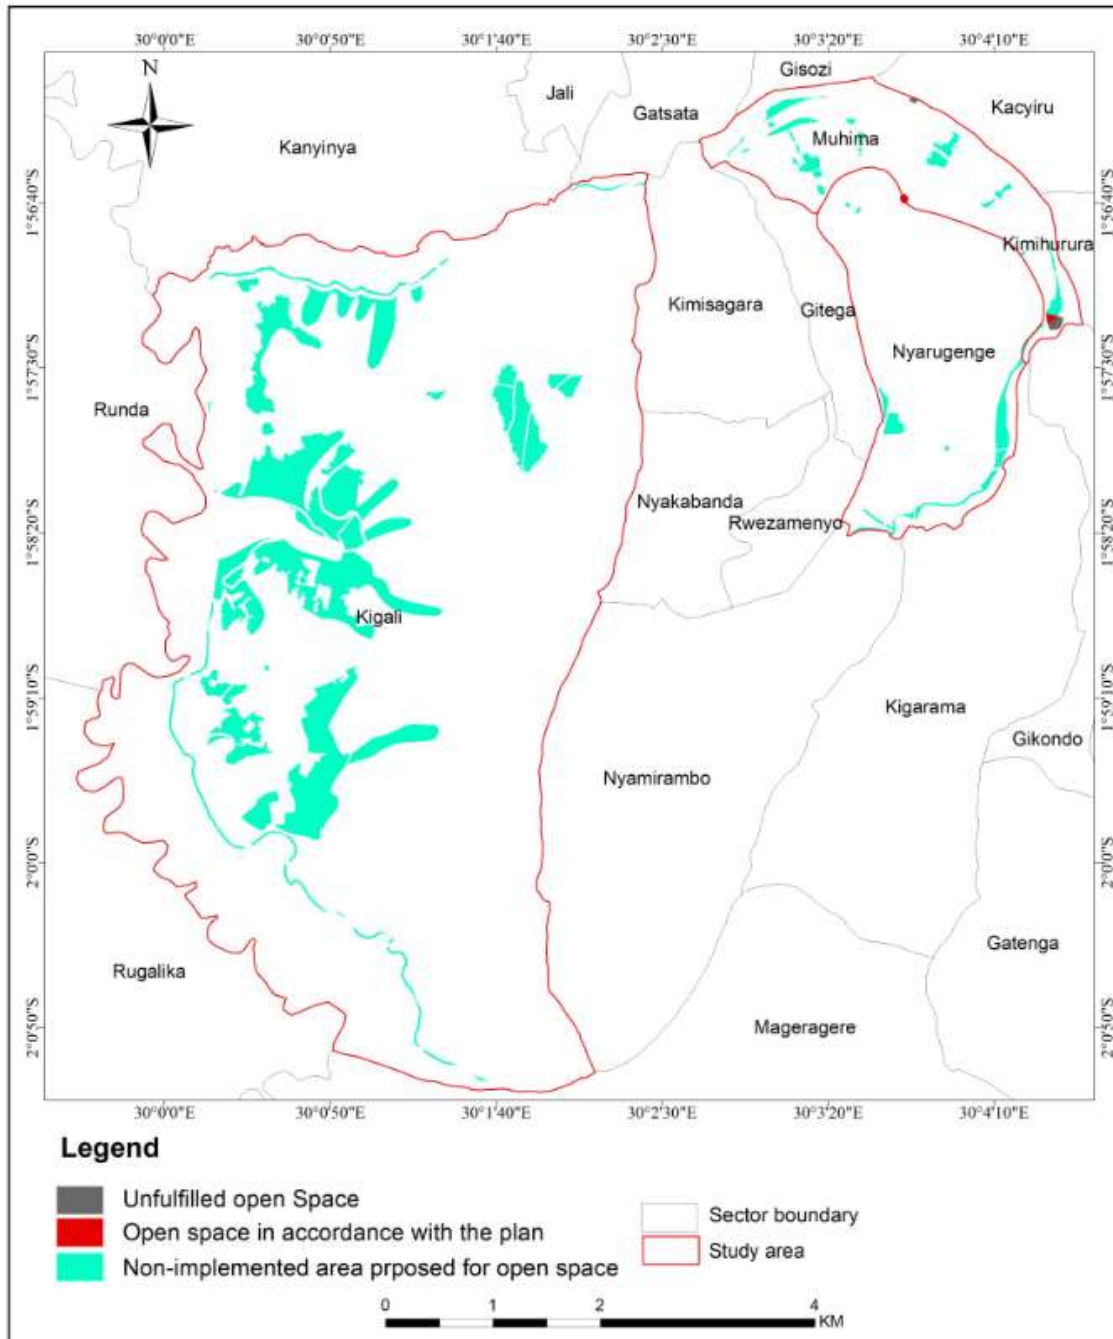 30°0'0"E 30°0'50"E 30°1'40"E 30°2'30"E 30°3'20"E 30°4'10"E
N
Gisozi
Jali
Kacyiru
Gatsata
Muhima
Kanyinya
1°56'40"S 1°56'40"S
Kimihurura
Kimisagara
Gitega
Nyarugenge
1°57'30"S 1°57'30"S
Runda
Nyakabanda
Rwezamenyo
1°58'20"S 1°58'20"S
Kigali
1°59'10"S 1°59'10"S
Kigarama
Gikondo
Nyamirambo
2°0'0"S 2°0'0"S
Gatenga
Rugalika
Mageragere
2°0'50"S 2°0'50"S
30°0'0"E 30°0'50"E 30°1'40"E 30°2'30"E 30°3'20"E 30°4'10"E
Legend
Unfulfilled open Space
Open space in accordance with the plan
Non-implemented area prposed for open space
Sector boundary
Study area
0 1 2 4
KM